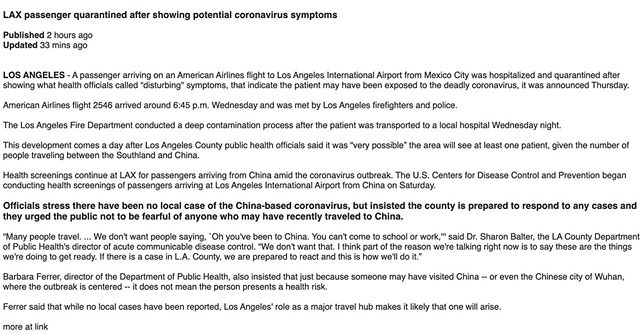 LAX passenger quarantined after showing potential coronavirus symptoms
Published 2 hours ago
Updated 33 mins ago
LOS ANGELES - A passenger arriving on an American Airlines flight to Los Angeles International Airport from Mexico City was hospitalized and quarantined after
showing what health officials called "disturbing" symptoms, that indicate the patient may have been exposed to the deadly coronavirus, it was announced Thursday.
American Airlines flight 2546 arrived around 6:45 p.m. Wednesday and was met by Los Angeles firefighters and police.
The Los Angeles Fire Department conducted a deep contamination process after the patient was transported to a local hospital Wednesday night.
This development comes a day after Los Angeles County public health officials said it was "very possible" the area will see at least one patient, given the number of
people traveling between the Southland and China.
Health screenings continue at LAX for passengers arriving from China amid the coronavirus outbreak. The U.S. Centers for Disease Control and Prevention began
conducting health screenings of passengers arriving at Los Angeles International Airport from China on Saturday.
Officials stress there have been no local case of the China-based coronavirus, but insisted the county is prepared to respond to any cases and
they urged the public not to be fearful of anyone who may have recently traveled to China.
"Many people travel. ... We don't want people saying, `Oh you've been to China. You can't come to school or work,'" said Dr. Sharon Balter, the LA County Department
of Public Health's director of acute communicable disease control. "We don't want that. I think part of the reason we're talking right now is to say these are the things
we're doing to get ready. If there is a case in L.A. County, we are prepared to react and this is how we'll do it."
Barbara Ferrer, director of the Department of Public Health, also insisted that just because someone may have visited China -- or even the Chinese city of Wuhan,
where the outbreak is centered -- it does not mean the person presents a health risk.
Ferrer said that while no local cases have been reported, Los Angeles' role as a major travel hub makes it likely that one will arise.
more at link